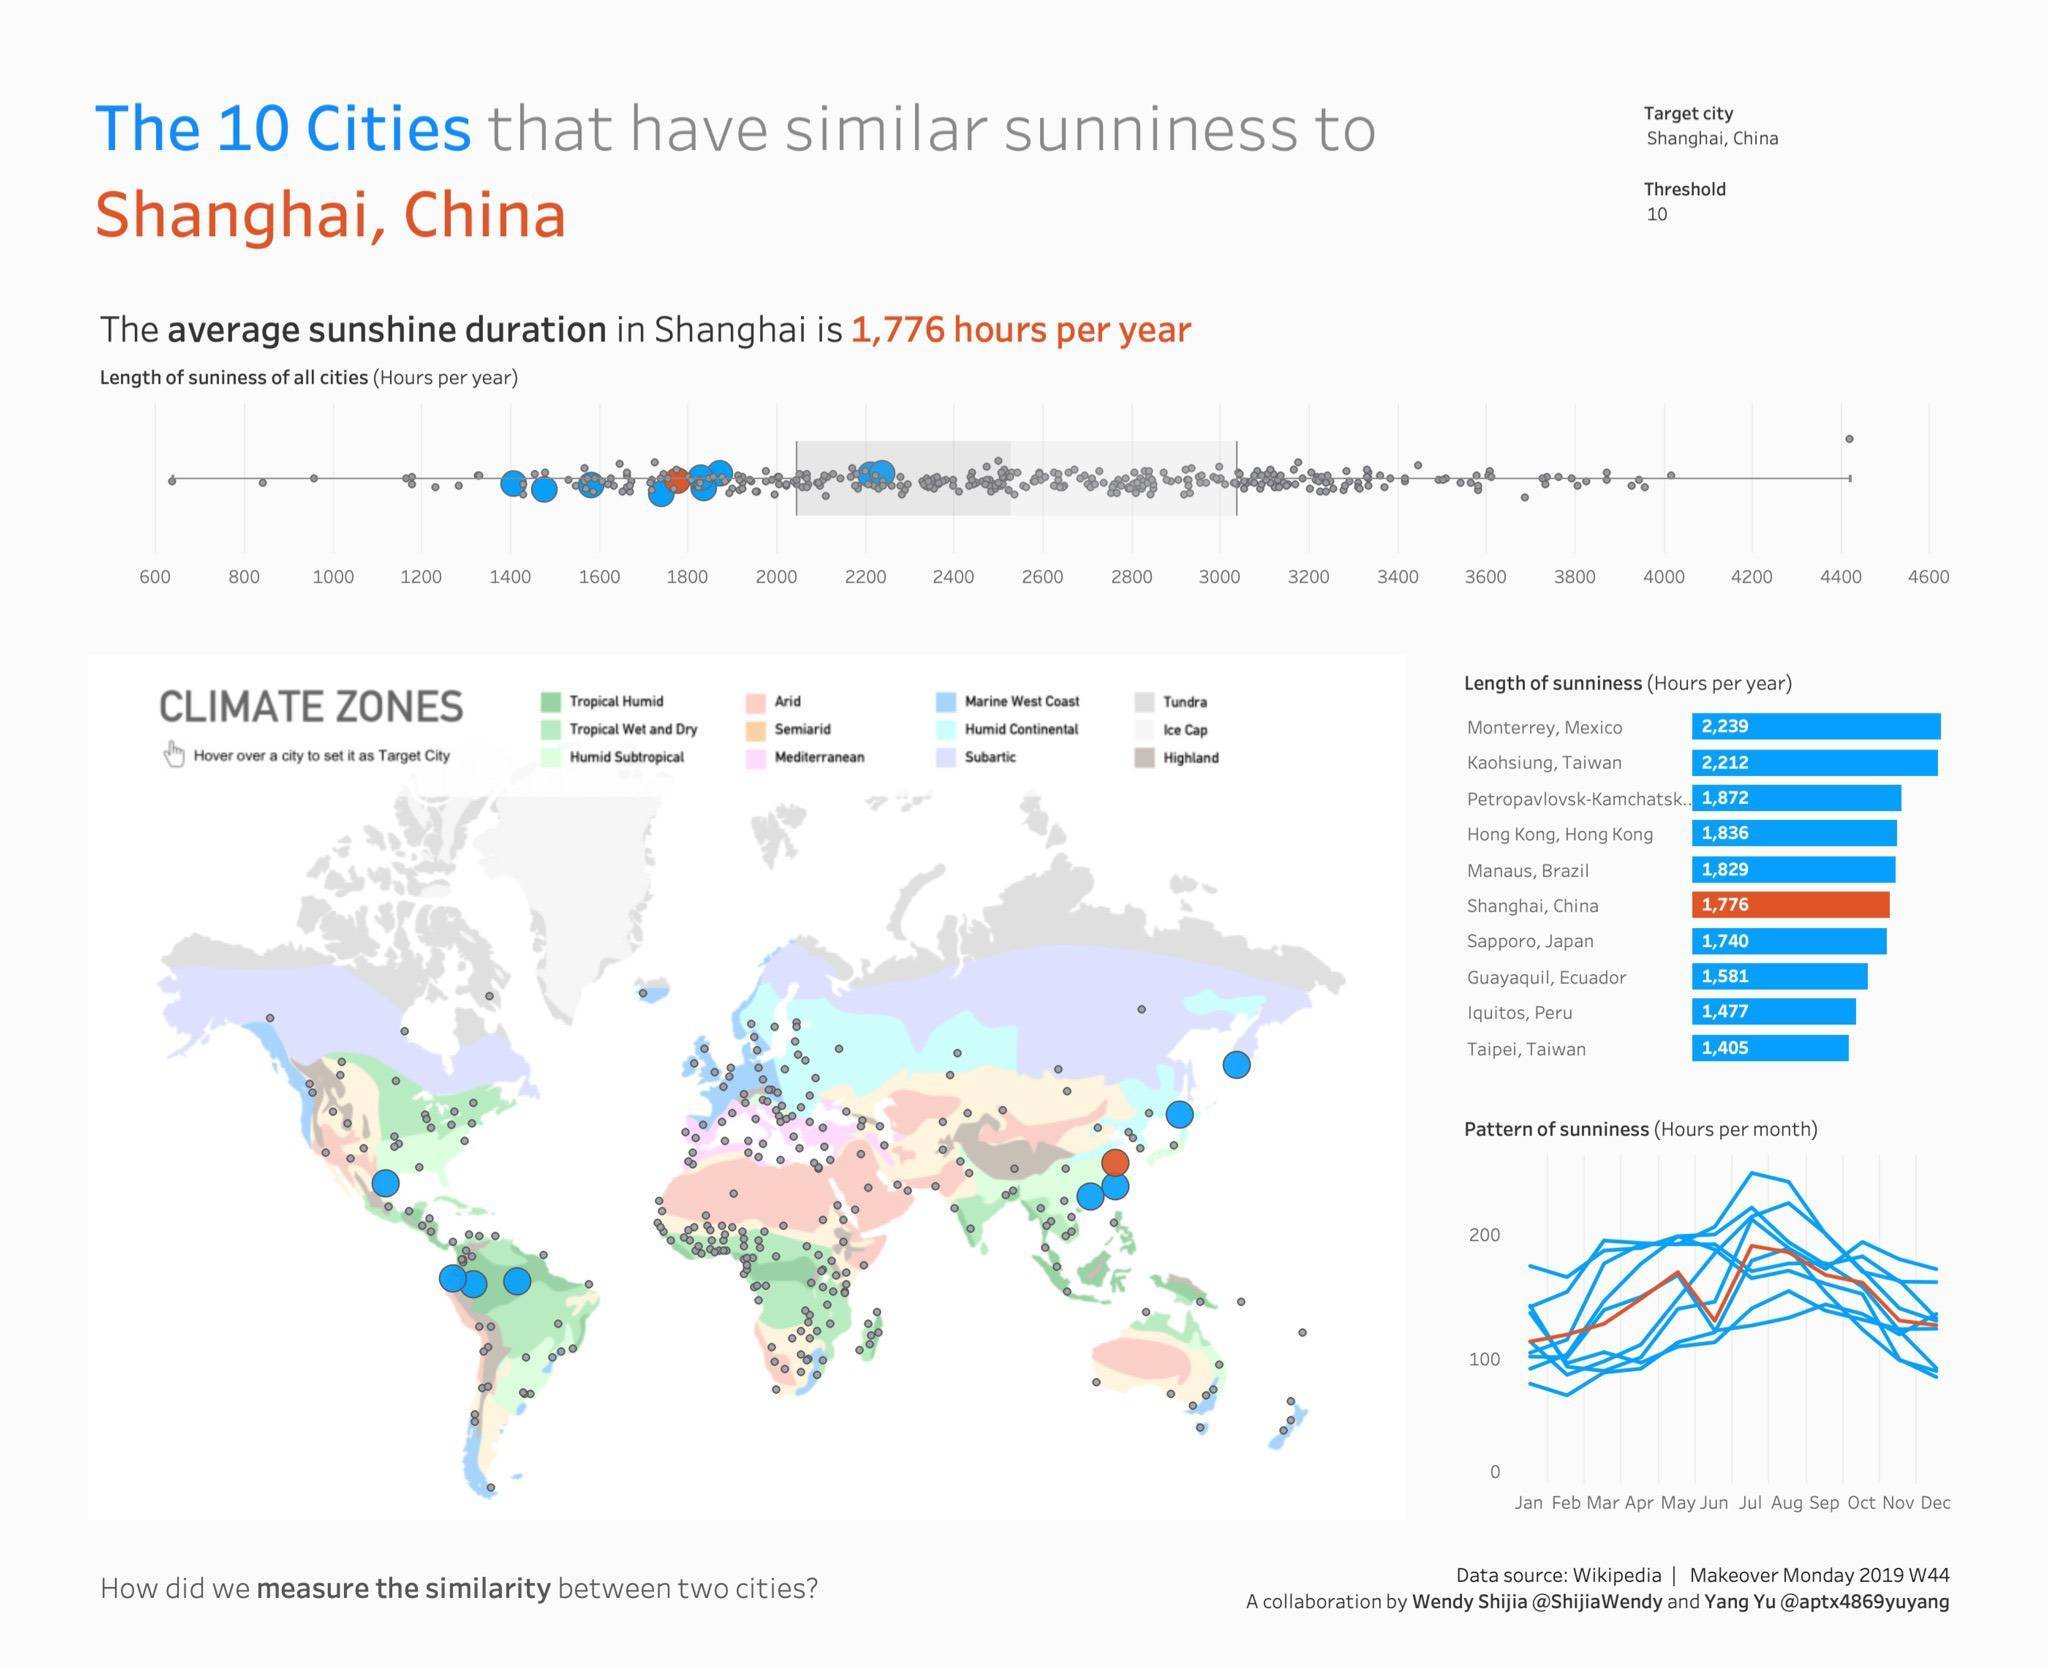 The 10 Cities that have similar sunniness to
Shanghai, China
Target city
Shanghai, China
Threshold
10
The average sunshine duration in Shanghai is 1,776 hours per year
Length of suniness of all cities (Hours per year)
600 800 1000 1200 1400 1600 1800 2000 2200 2400 2600 2800 3000 3200 3400 3600 3800 4000 4200 4400 4600
CLIMATE ZONES
Hover over a city to set it as Target City
Tropical Humid
Tropical Wet and Dry
Humid Subtropical
Arid
Semiarid
Mediterranean
Marine West Coast
Humid Continental
Subartic
Tundra
Ice Cap
Highland
Length of sunniness (Hours per year)
Monterrey, Mexico 2,239
Kaohsiung, Taiwan 2,212
Petropavlovsk-Kamchatsk.. 1,872
Hong Kong, Hong Kong 1,836
Manaus, Brazil 1,829
Shanghai, China 1,776
Sapporo, Japan 1,740
Guayaquil, Ecuador 1,581
Iquitos, Peru 1,477
Taipei, Taiwan 1,405
Pattern of sunniness (Hours per month)
200
100
0
Jan Feb Mar Apr May Jun Jul Aug Sep Oct Nov Dec
How did we measure the similarity between two cities?
Data source: Wikipedia | Makeover Monday 2019 W44
A collaboration by Wendy Shijia @ShijiaWendy and Yang Yu @aptx4869yuyang